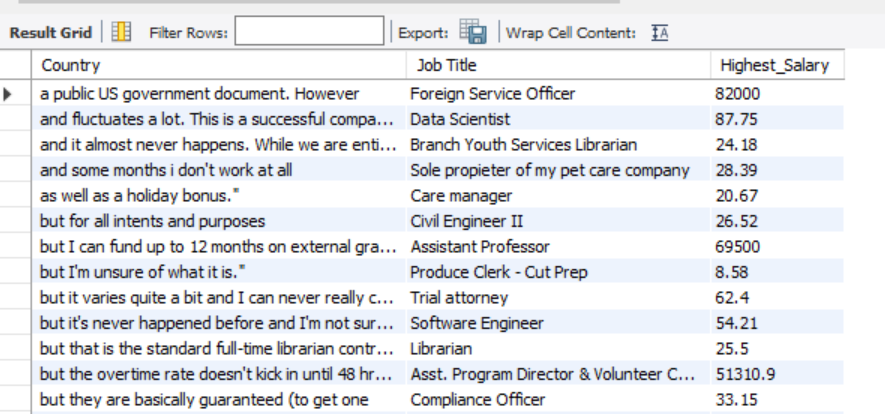 Result Grid Filter Rows: Export: Wrap Cell Content: IA
Country Job Title Highest_Salary
a public US government document. However Foreign Service Officer 82000
and fluctuates a lot. This is a successful compa... Data Scientist 87.75
and it almost never happens. While we are enti... Branch Youth Services Librarian 24.18
and some months i don't work at all Sole propieter of my pet care company 28.39
as well as a holiday bonus." Care manager 20.67
but for all intents and purposes Civil Engineer II 26.52
but I can fund up to 12 months on external gra... Assistant Professor 69500
but I'm unsure of what it is." Produce Clerk - Cut Prep 8.58
but it varies quite a bit and I can never really c... Trial attorney 62.4
but it's never happened before and I'm not sur... Software Engineer 54.21
but that is the standard full-time librarian contr... Librarian 25.5
but the overtime rate doesn't kick in until 48 hr... Asst. Program Director & Volunteer C... 51310.9
but they are basically guaranteed (to get one Compliance Officer 33.15